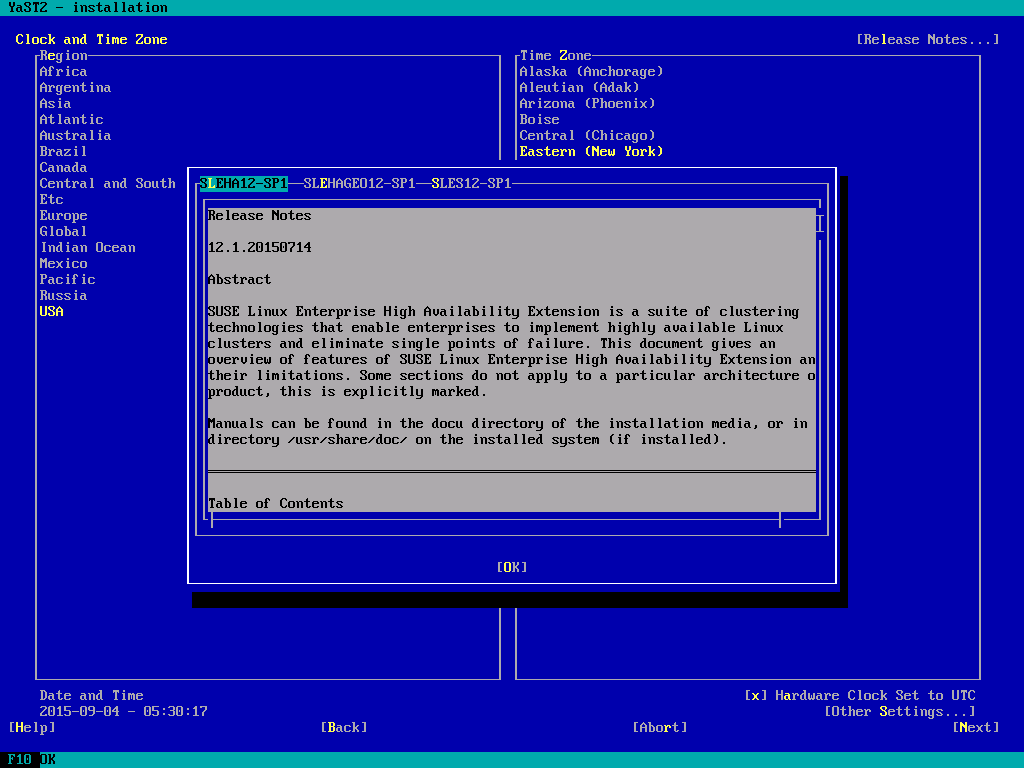 YaST2 - installation
Clock and Time Zone [Release Notes...]
Region
Africa
Argentina
Asia
Atlantic
Australia
Brazil
Canada
Central and South
Etc
Europe
Global
Indian Ocean
Mexico
Pacific
Russia
USA
Time Zone
Alaska (Anchorage)
Aleutian (Adak)
Arizona (Phoenix)
Boise
Central (Chicago)
Eastern (New York)
SLEHA12-SP1 SLEHAGEO12-SP1 SLES12-SP1
Release Notes
12.1.20150714
Abstract
SUSE Linux Enterprise High Availability Extension is a suite of clustering
technologies that enable enterprises to implement highly available Linux
clusters and eliminate single points of failure. This document gives an
overview of features of SUSE Linux Enterprise High Availability Extension an
their limitations. Some sections do not apply to a particular architecture o
product, this is explicitly marked.
Manuals can be found in the docu directory of the installation media, or in
directory /usr/share/doc/ on the installed system (if installed).
Table of Contents
[OK]
Date and Time
2015-09-04 - 05:30:17
[x] Hardware Clock Set to UTC
[Other Settings...]
[Help] [Back] [Abort] [Next]
F10 OK